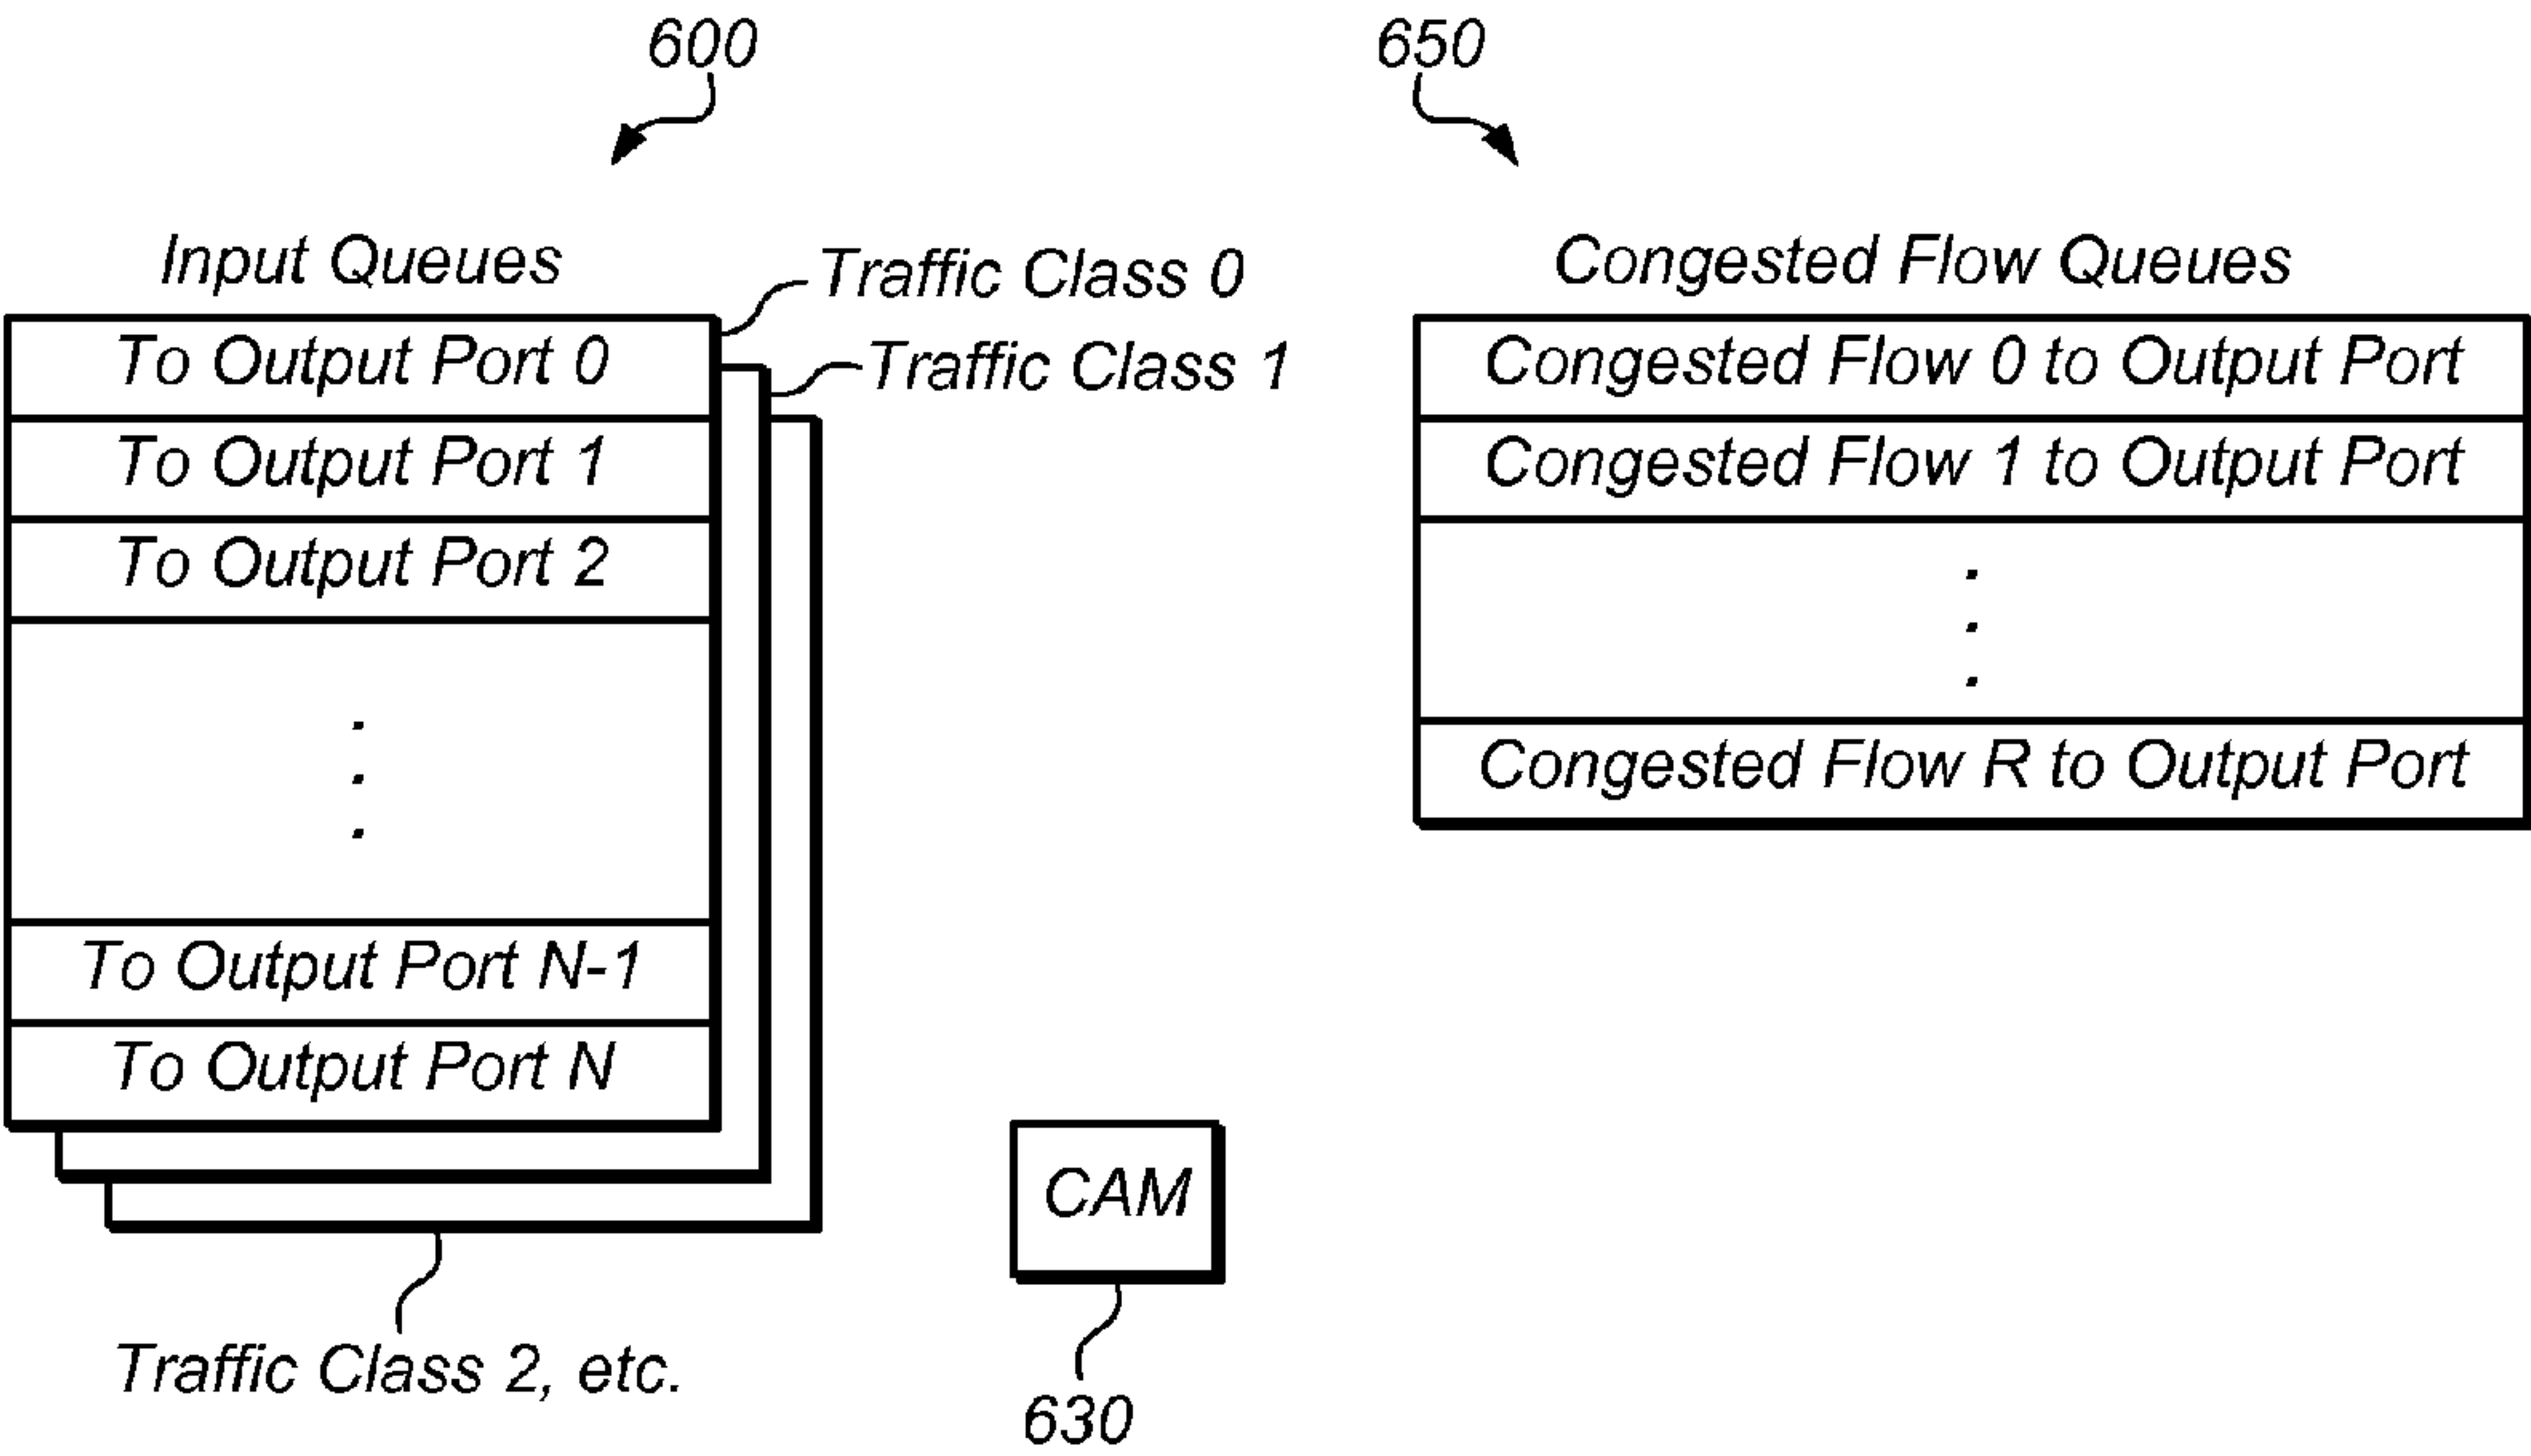 600
650
Input Queues
Traffic Class 0
Traffic Class 1
To Output Port 0
To Output Port 1
To Output Port 2
.
.
.
To Output Port N-1
To Output Port N
Traffic Class 2, etc.
CAM
630
Congested Flow Queues
Congested Flow 0 to Output Port
Congested Flow 1 to Output Port
.
.
.
Congested Flow R to Output Port